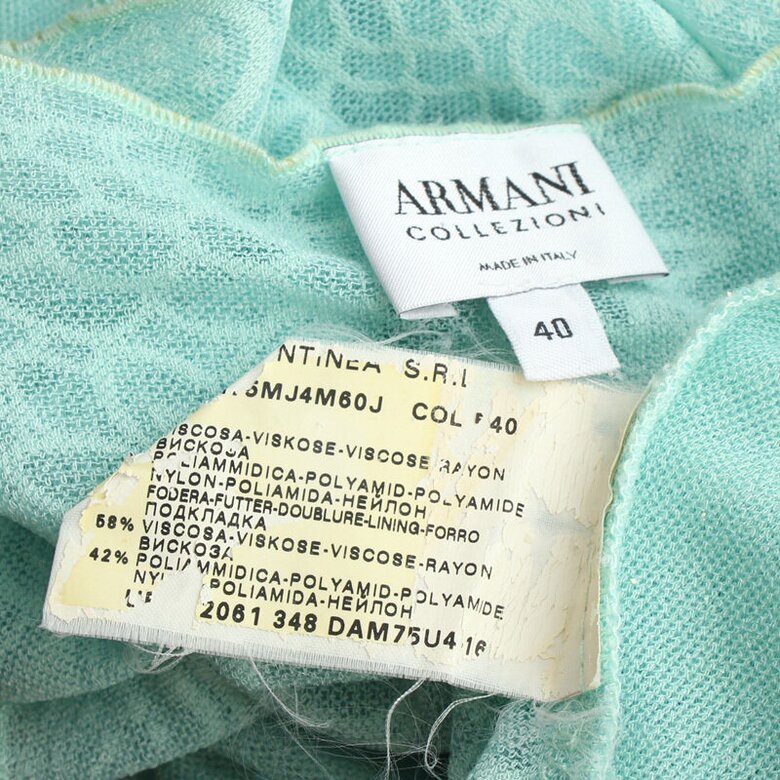 ARMANI
COLLEZIONI
MADE IN ITALY
40
S.R.L
SMJ4M60J COL 40
VISCOSA-VISKOSE-VISCOSE-RAYON
ВИСКОЗА
POLIAMMIDICA-POLYAMID-POLYAMIDE
NYLON-POLIAMIDA-НЕЙЛОН
FODERA-FUTTER-DOUBLURE-LINING-FORRO
ПОДКЛАДКА
58% VISCOSA-VISKOSE-VISCOSE-RAYON
ВИСКОЗА
42% POLIAMMIDICA-POLYAMID-POLYAMIDE
POLIAMIDA-НЕЙЛОН
2061 348 DAM75U4 16